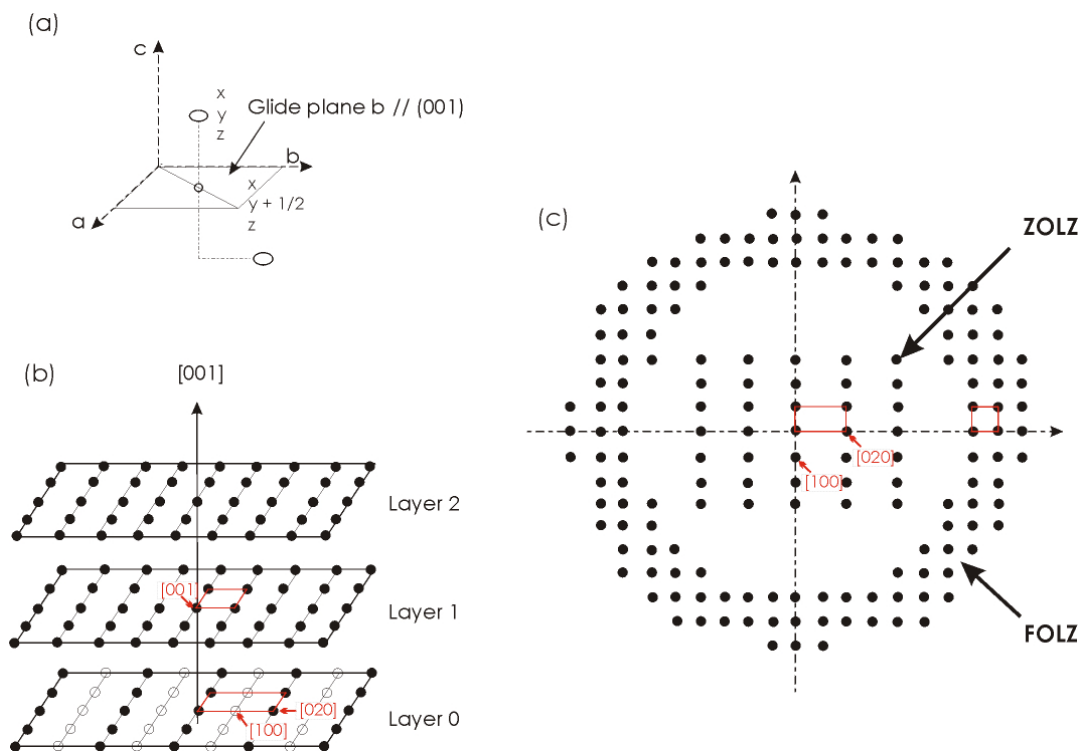 (a)
c
x
y
z
Glide plane b // (001)
b
x
y + 1/2
z
a
(b)
[001]
Layer 2
[001]
Layer 1
[020]
[100]
Layer 0
(c)
ZOLZ
[020]
[100]
FOLZ